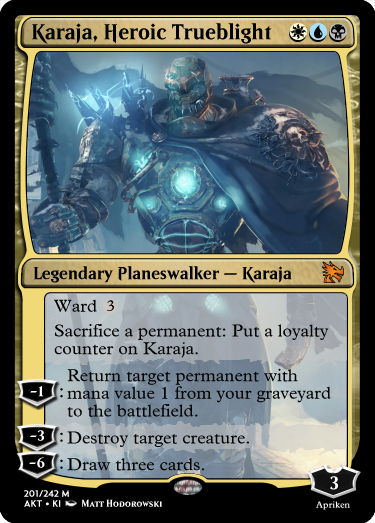 Karaja, Heroic Trueblight
Legendary Planeswalker — Karaja
Ward 3
Sacrifice a permanent: Put a loyalty
counter on Karaja.
-1: Return target permanent with
mana value 1 from your graveyard
to the battlefield.
-3: Destroy target creature.
-6: Draw three cards.
3
201/242 M
AKT • KI Matt Hodorowski
Apriken